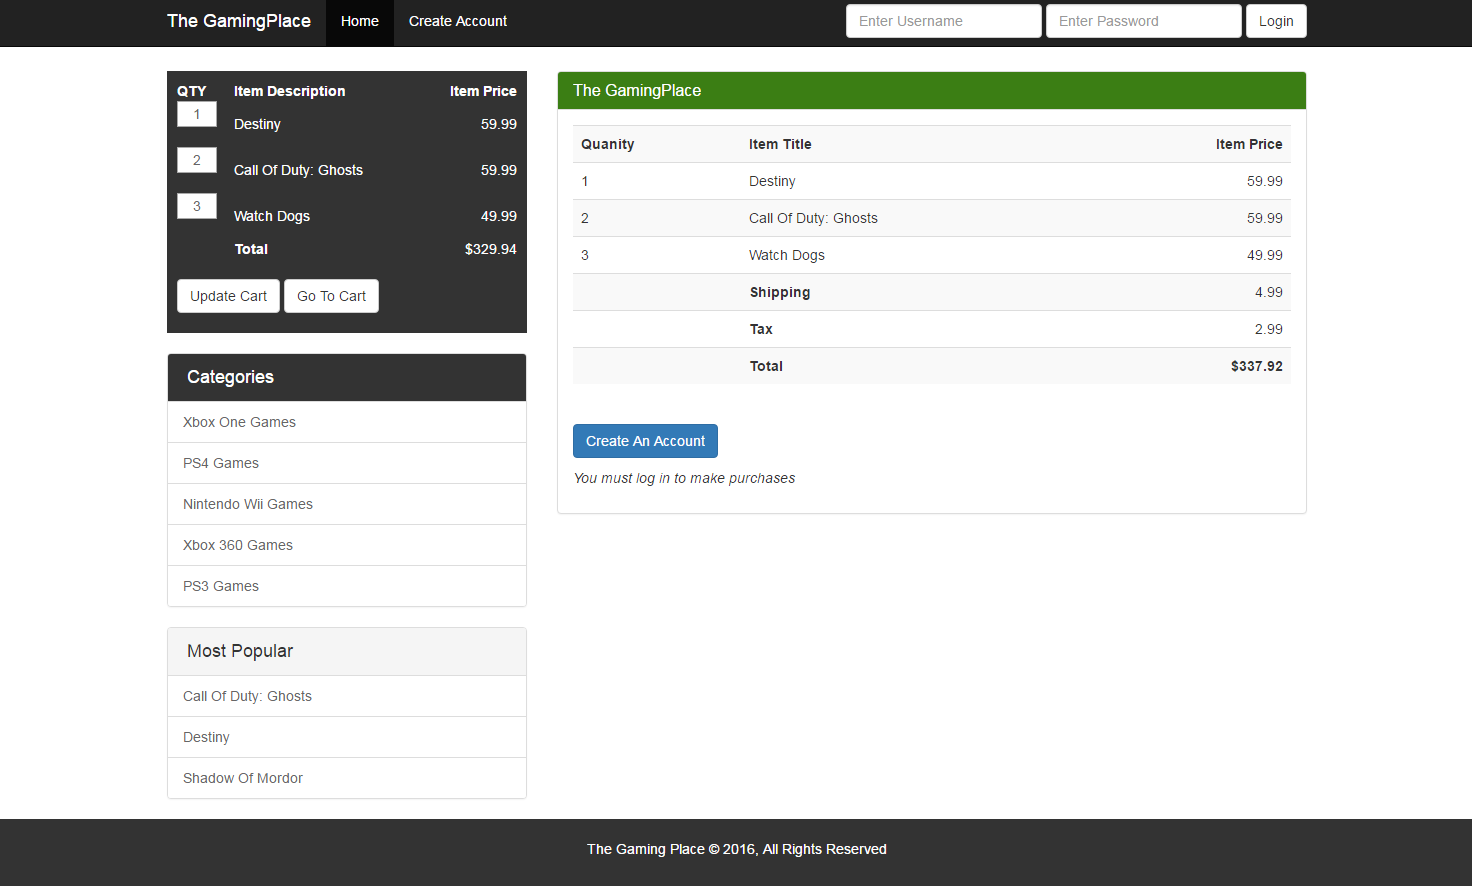 The GamingPlace Home Create Account Enter Username Enter Password Login
QTY Item Description Item Price
1 Destiny 59.99
2 Call Of Duty: Ghosts 59.99
3 Watch Dogs 49.99
Total $329.94
Update Cart Go To Cart
Categories
Xbox One Games
PS4 Games
Nintendo Wii Games
Xbox 360 Games
PS3 Games
Most Popular
Call Of Duty: Ghosts
Destiny
Shadow Of Mordor
The GamingPlace
Quanity Item Title Item Price
1 Destiny 59.99
2 Call Of Duty: Ghosts 59.99
3 Watch Dogs 49.99
Shipping 4.99
Tax 2.99
Total $337.92
Create An Account
You must log in to make purchases
The Gaming Place © 2016, All Rights Reserved